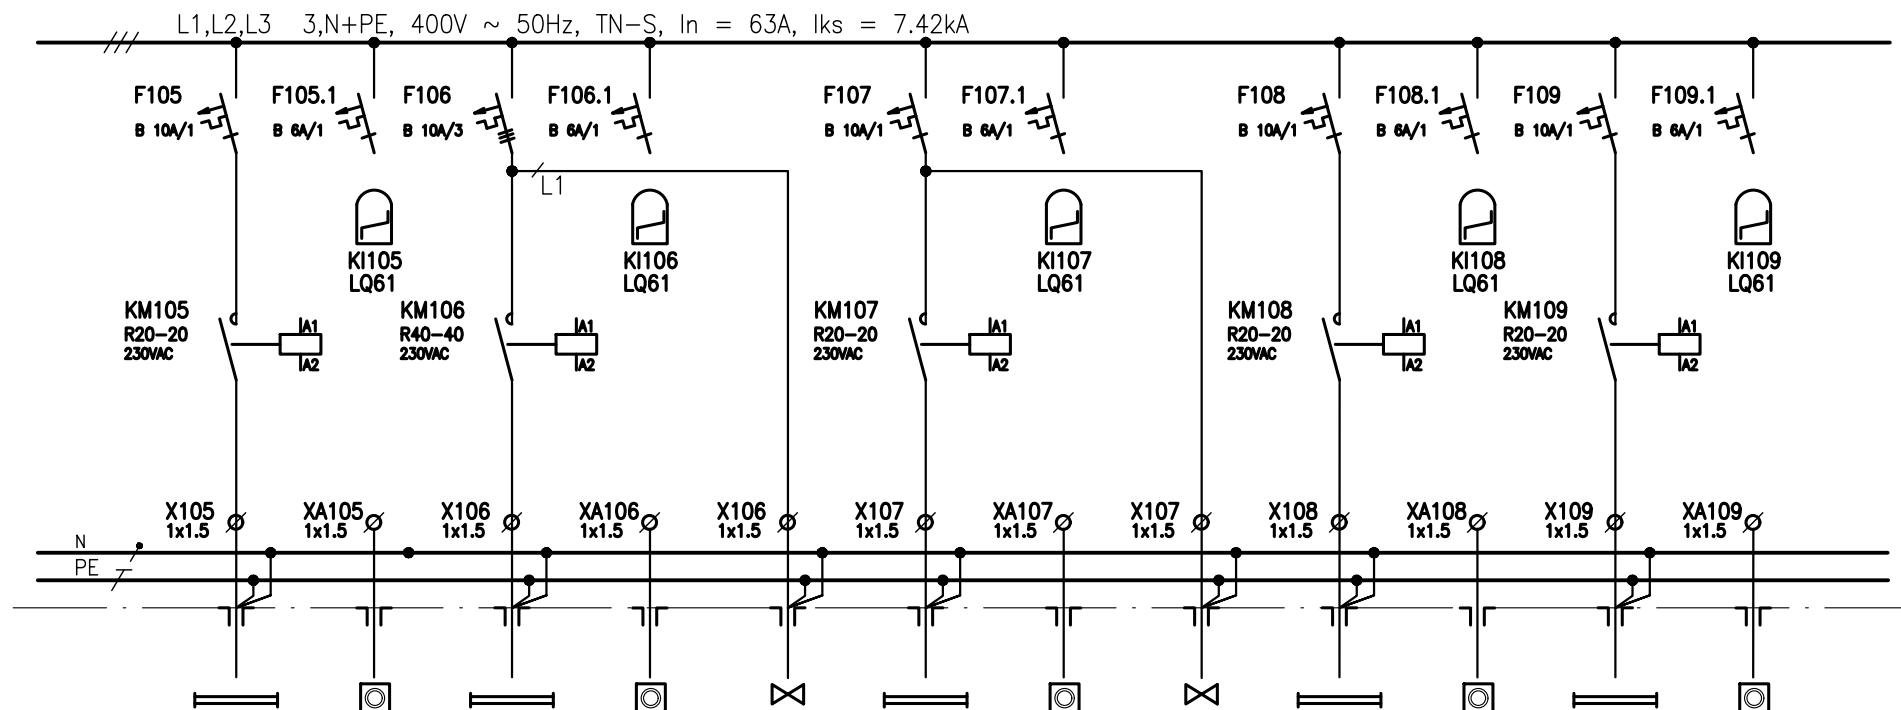 L1,L2,L3 3,N+PE, 400V ~ 50Hz, TN-S, In = 63A, Iks = 7.42kA
F105 F105.1 F106 F106.1 F107 F107.1 F108 F108.1 F109 F109.1
B 10A/1 B 6A/1 B 10A/3 B 6A/1 B 10A/1 B 6A/1 B 10A/1 B 6A/1 B 10A/1 B 6A/1
L1
KI105 KI106 KI107 KI108 KI109
LQ61 LQ61 LQ61 LQ61 LQ61
KM105 KM106 KM107 KM108 KM109
R20-20 A1 R40-40 A1 R20-20 A1 R20-20 A1 R20-20 A1
230VAC A2 230VAC A2 230VAC A2 230VAC A2 230VAC A2
X105 XA105 X106 XA106 X106 X107 XA107 X107 X108 XA108 X109 XA109
1x1.5 1x1.5 1x1.5 1x1.5 1x1.5 1x1.5 1x1.5 1x1.5 1x1.5 1x1.5 1x1.5 1x1.5
N
PE